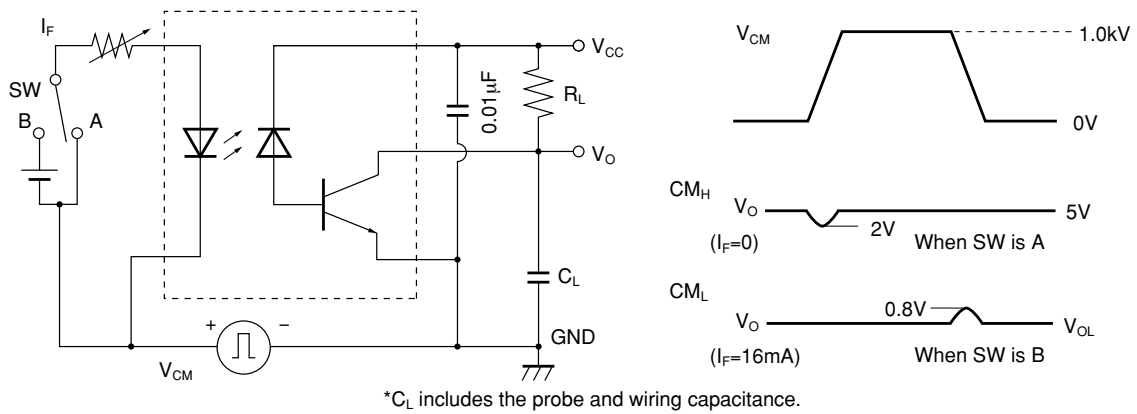 I_F
SW
B
A
0.01μF
V_CC
R_L
V_O
C_L
GND
+
−
V_CM
V_CM
1.0kV
0V
CM_H
V_O
5V
2V
(I_F=0)
When SW is A
CM_L
0.8V
V_O
V_OL
(I_F=16mA)
When SW is B
*C_L includes the probe and wiring capacitance.